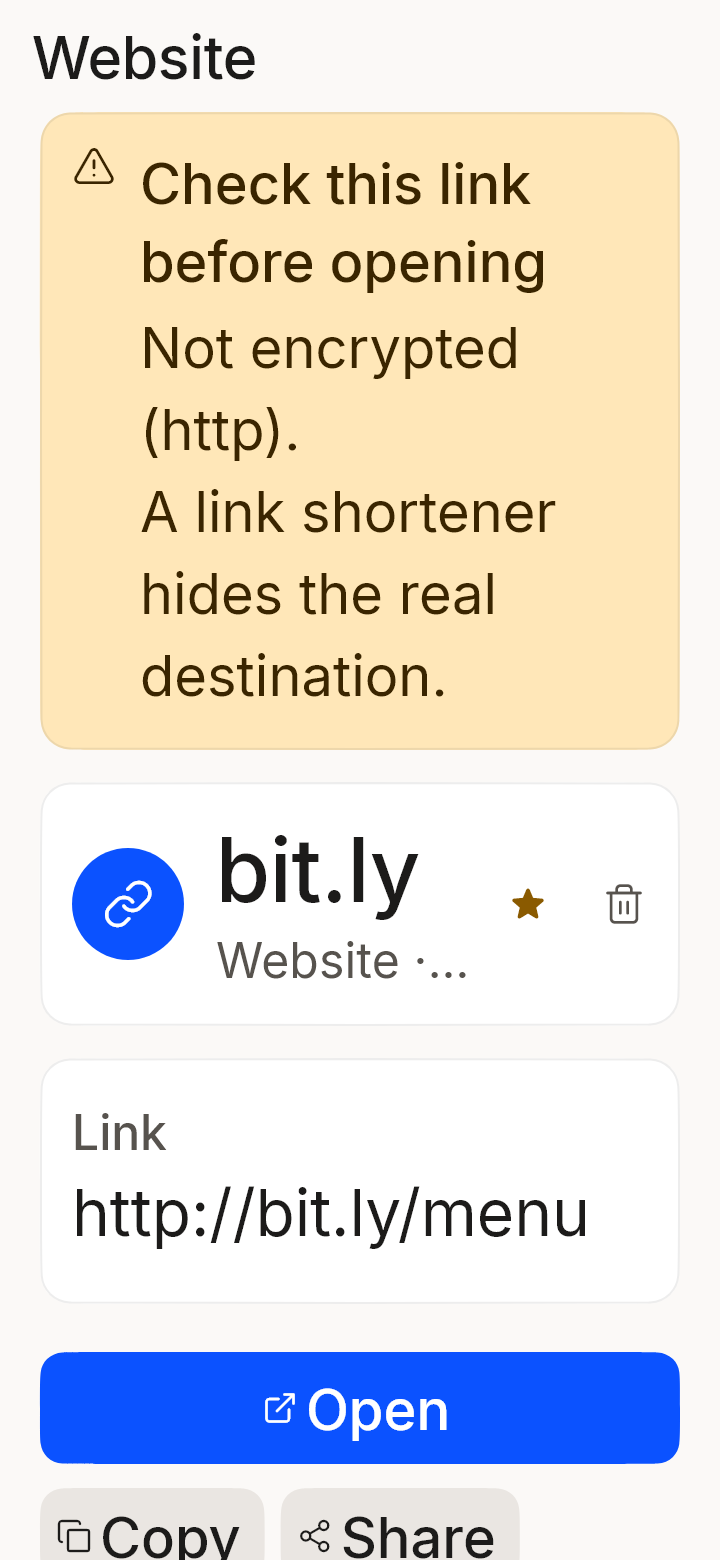 Website
Check this link
before opening
Not encrypted
(http).
A link shortener
hides the real
destination.
bit.ly
Website ·...
Link
http://bit.ly/menu
Open
Copy
Share